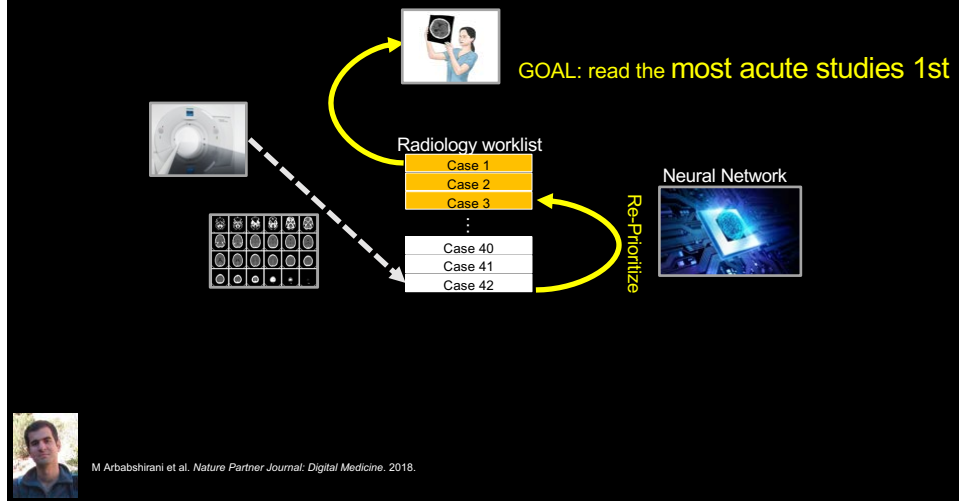 GOAL: read the most acute studies 1st
Radiology worklist
Case 1
Case 2
Case 3
⋮
Case 40
Case 41
Case 42
Re-Prioritize
Neural Network
M Arbabshirani et al. Nature Partner Journal: Digital Medicine. 2018.